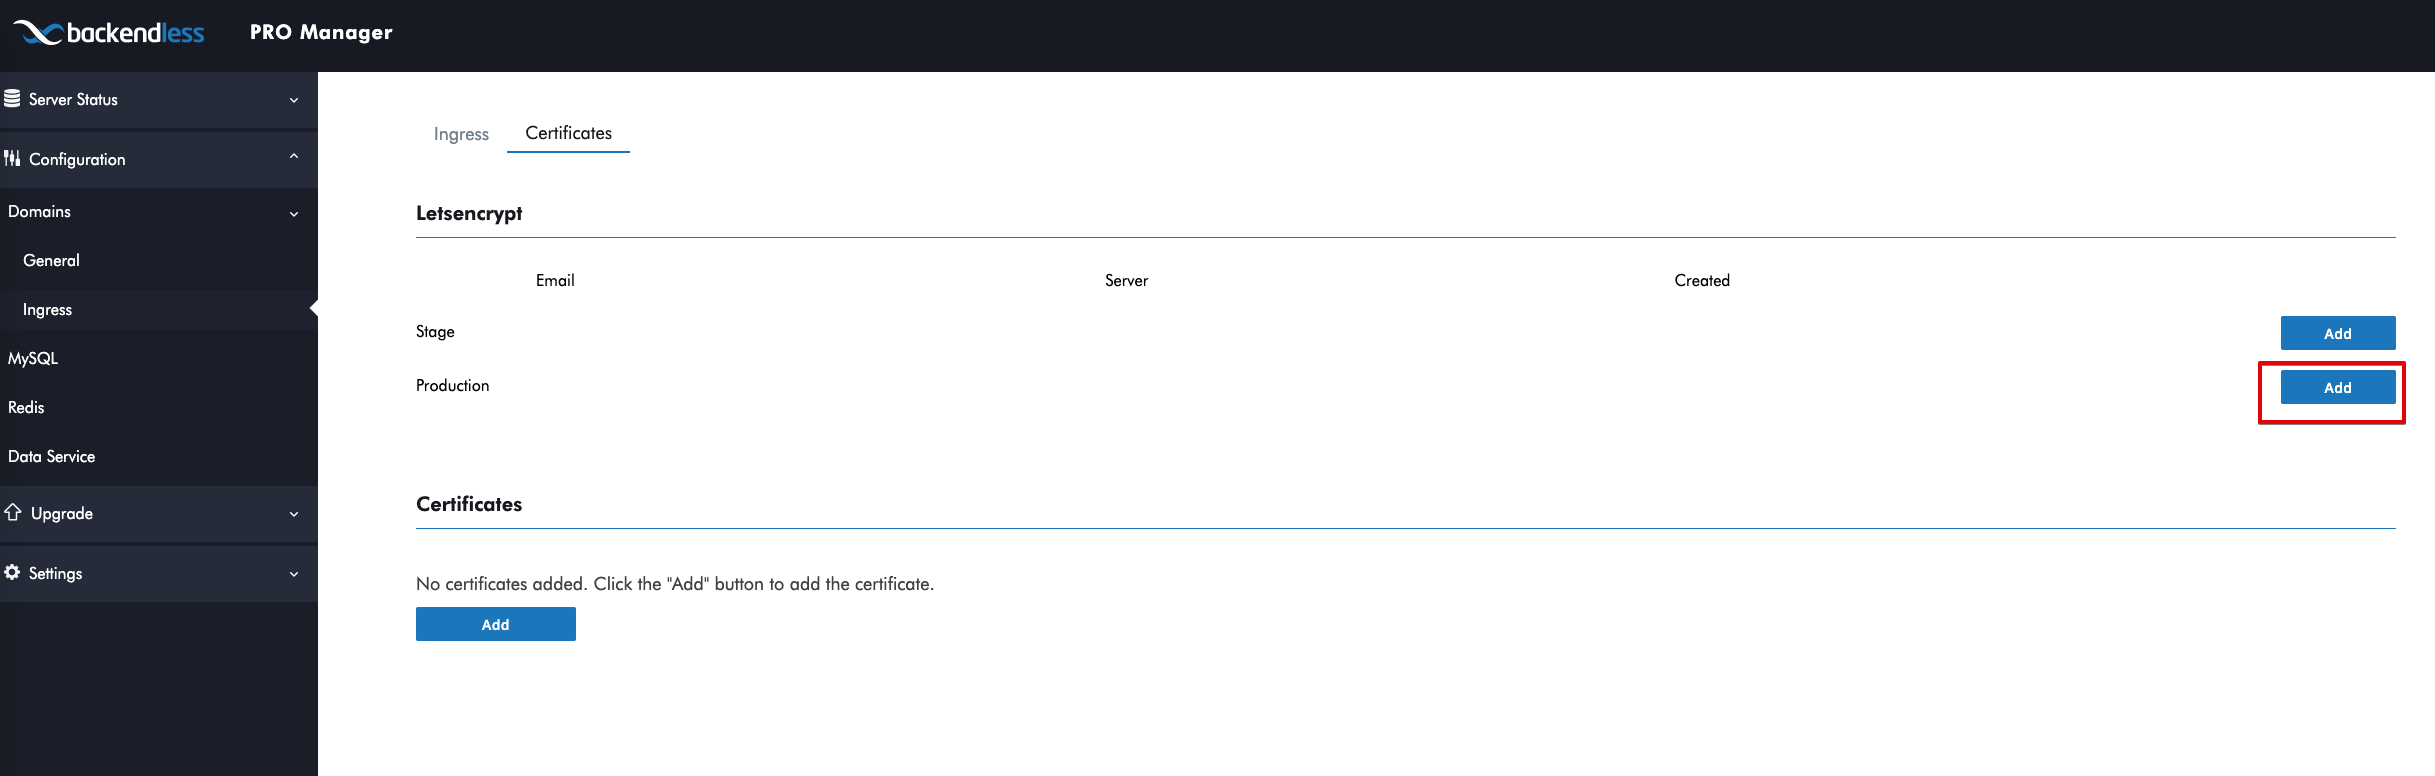 backendless PRO Manager
Server Status
Configuration
Domains
General
Ingress
MySQL
Redis
Data Service
Upgrade
Settings
Ingress Certificates
Letsencrypt
Email Server Created
Stage Add
Production Add
Certificates
No certificates added. Click the "Add" button to add the certificate.
Add